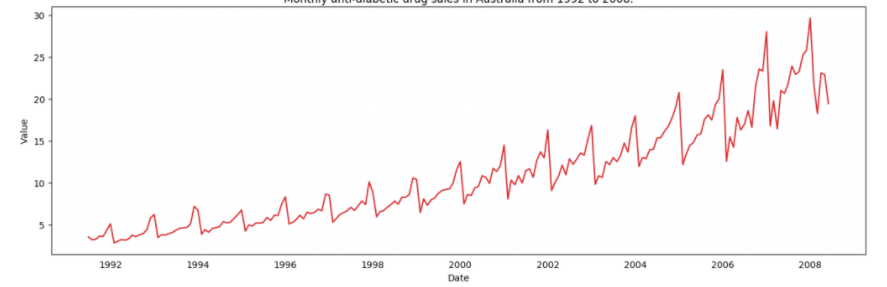 Monthly anti-diabetic drug sales in Australia from 1992 to 2008.
30
25
20
15
10
5
Value
1992 1994 1996 1998 2000 2002 2004 2006 2008
Date